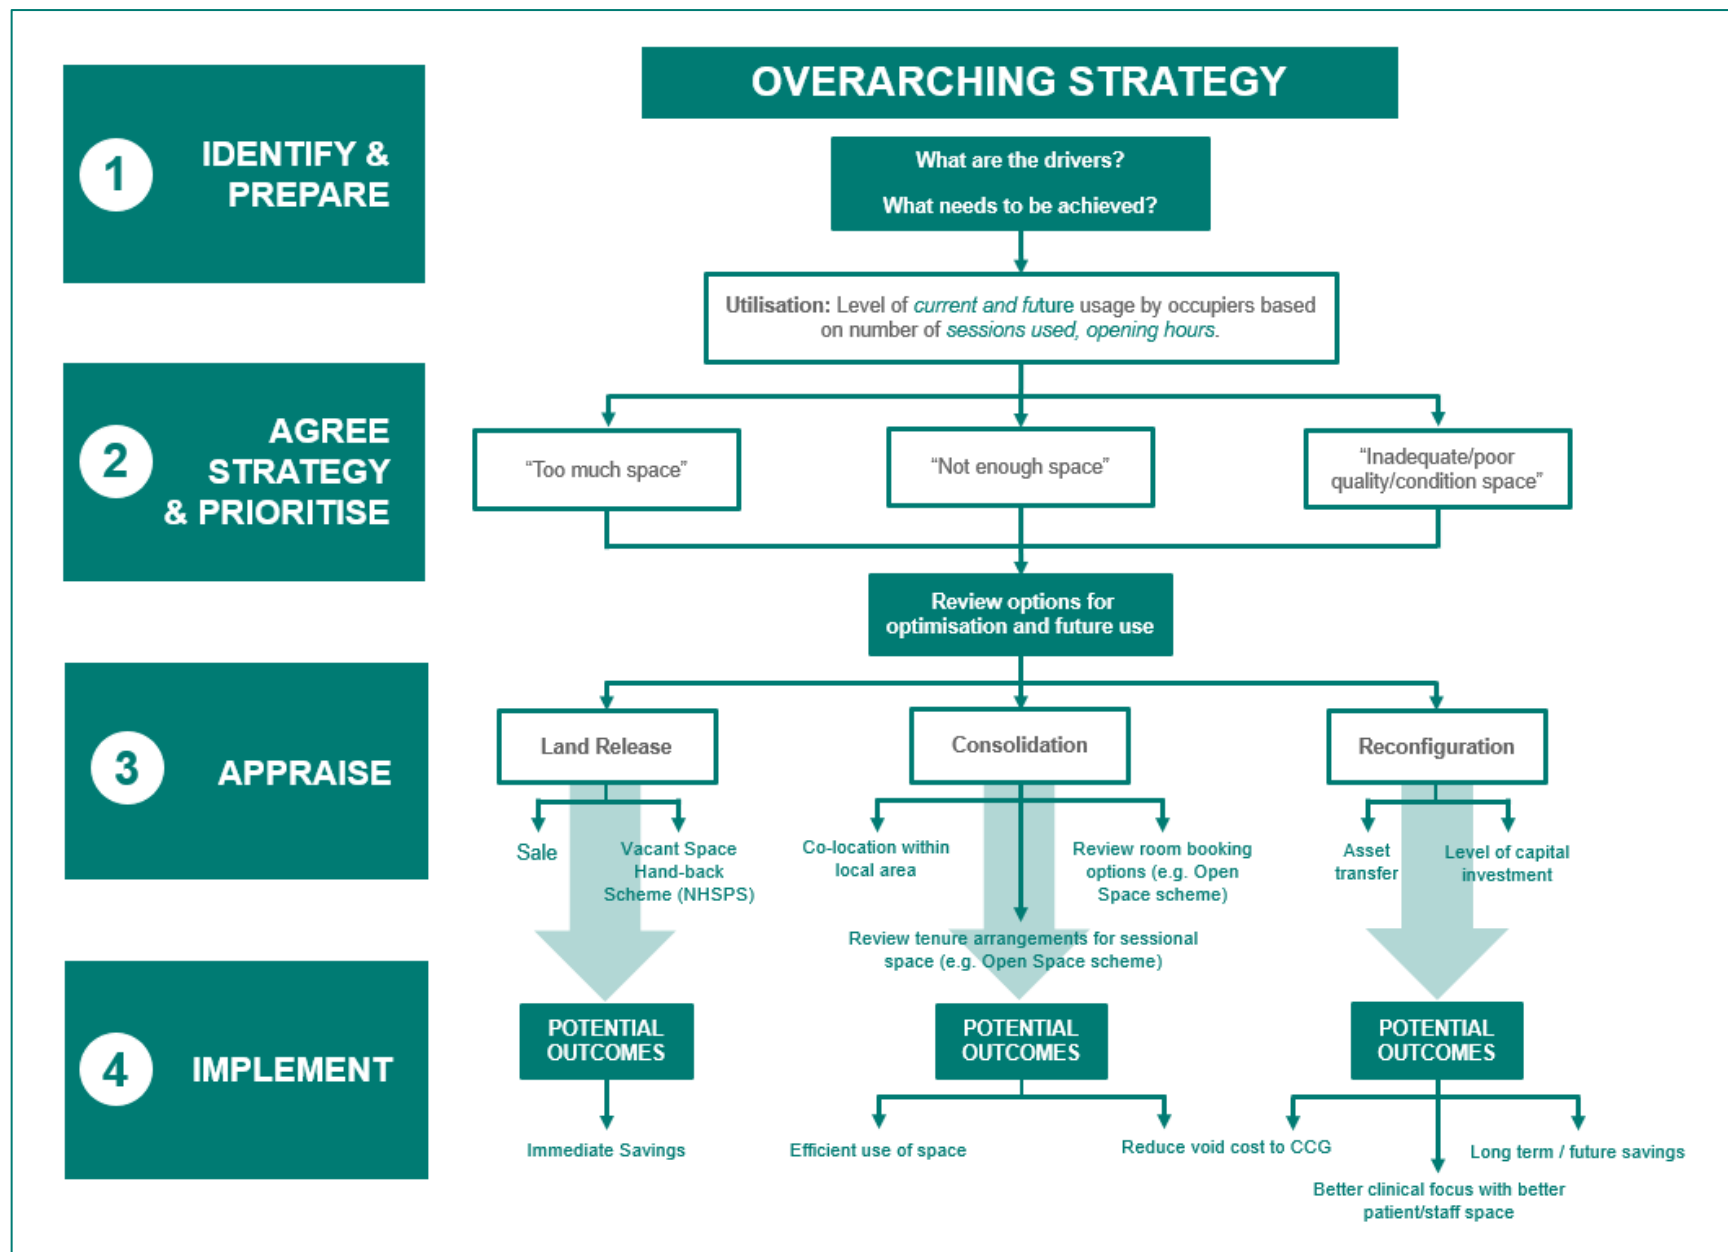 OVERARCHING STRATEGY
1
IDENTIFY &
PREPARE
What are the drivers?
What needs to be achieved?
Utilisation: Level of current and future usage by occupiers based
on number of sessions used, opening hours.
2
AGREE
STRATEGY
& PRIORITISE
“Too much space”
“Not enough space”
“Inadequate/poor
quality/condition space”
Review options for
optimisation and future use
3
APPRAISE
Land Release
Consolidation
Reconfiguration
Sale
Vacant Space
Hand-back
Scheme (NHSPS)
Co-location within
local area
Review room booking
options (e.g. Open
Space scheme)
Review tenure arrangements for sessional
space (e.g. Open Space scheme)
Asset
transfer
Level of capital
investment
4
IMPLEMENT
POTENTIAL
OUTCOMES
POTENTIAL
OUTCOMES
POTENTIAL
OUTCOMES
Immediate Savings
Efficient use of space
Reduce void cost to CCG
Long term / future savings
Better clinical focus with better
patient/staff space